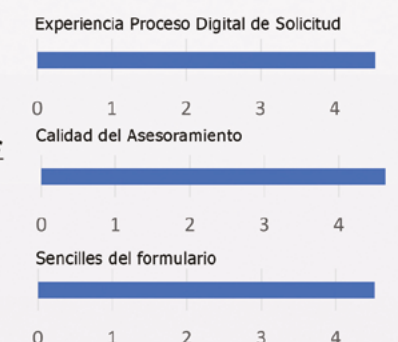 Experiencia Proceso Digital de Solicitud
0 1 2 3 4
Calidad del Asesoramiento
0 1 2 3 4
Sencilles del formulario
0 1 2 3 4